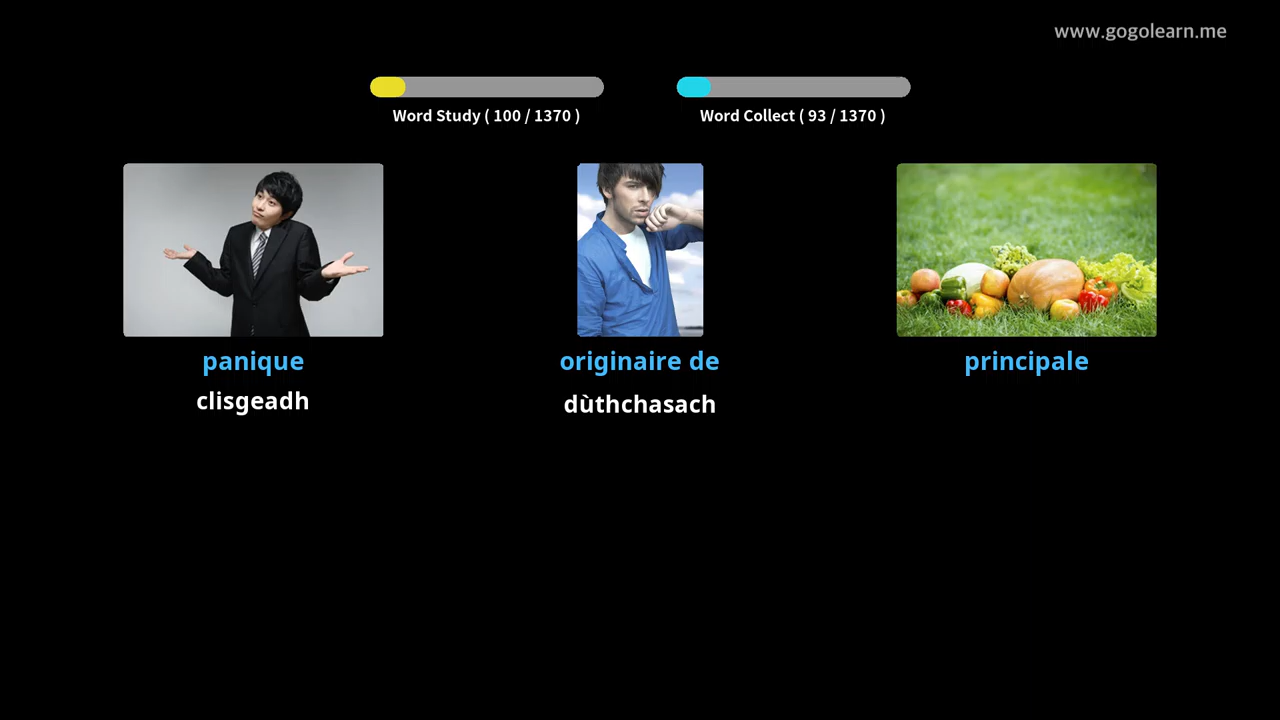 www.gogolearn.me
Word Study ( 100 / 1370 )
Word Collect ( 93 / 1370 )
panique
originaire de
principale
clisgeadh
dùthchasach